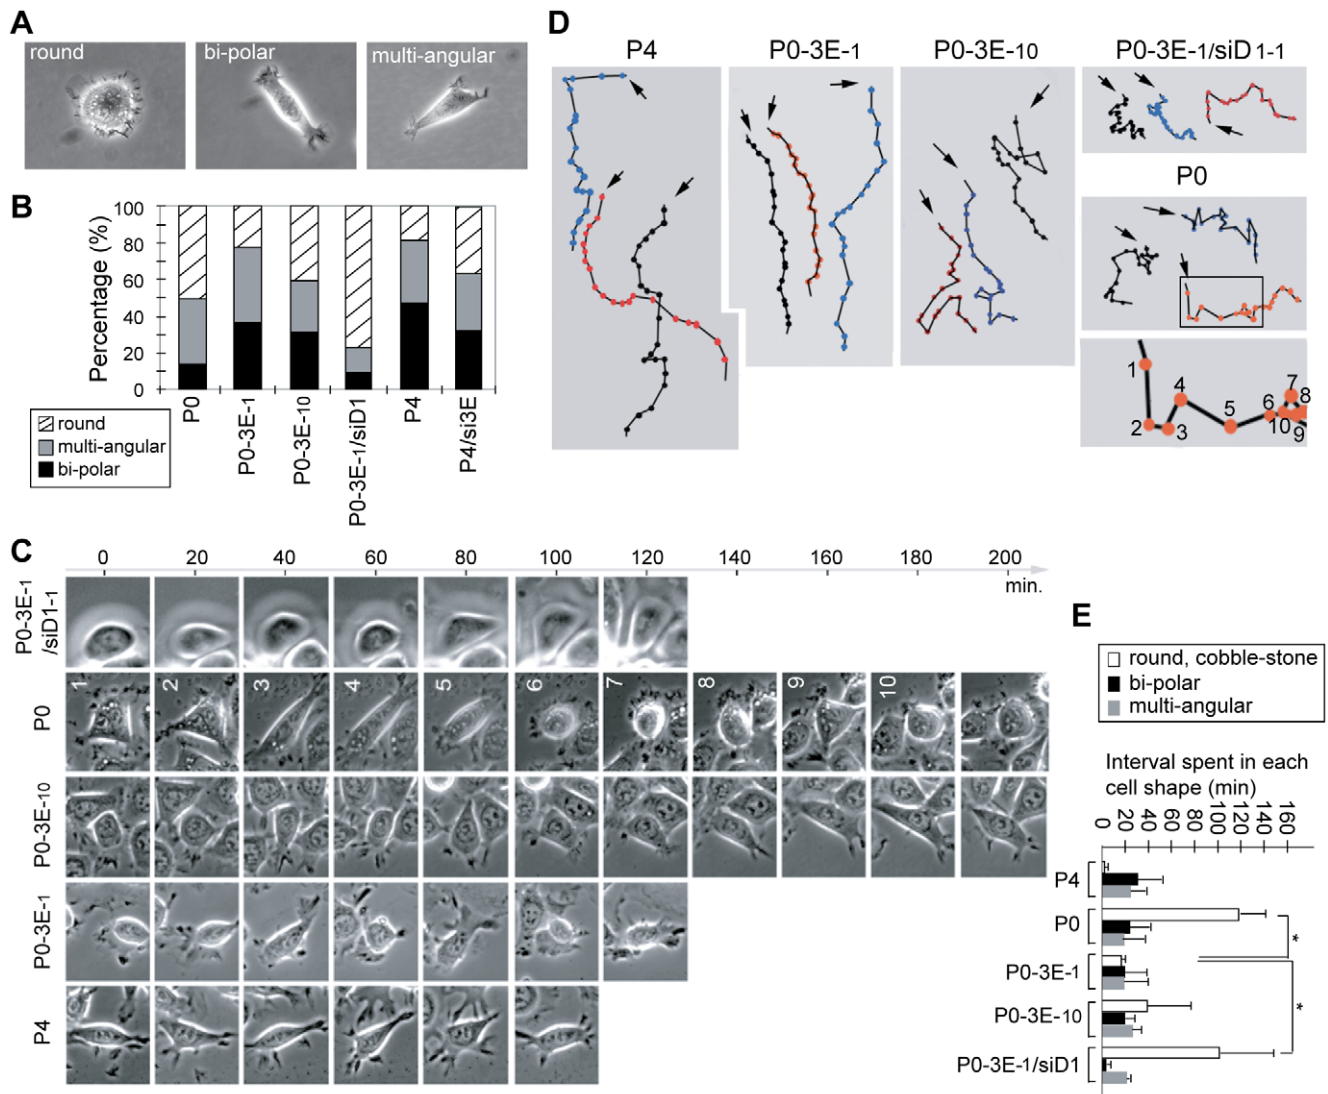 A
round
bi-polar
multi-angular
B
Percentage (%)
100
80
60
40
20
0
P0
P0-3E-1
P0-3E-10
P0-3E-1/siD1
P4
P4/si3E
round
multi-angular
bi-polar
C
0 20 40 60 80 100 120 140 160 180 200
min.
P0-3E-1
/siD1-1
P0
1 2 3 4 5 6 7 8 9 10
P0-3E-10
P0-3E-1
P4
D
P4
P0-3E-1
P0-3E-10
P0-3E-1/siD1-1
P0
1
2
3
4
5
6
7
8
10
9
E
round, cobble-stone
bi-polar
multi-angular
Interval spent in each
cell shape (min)
0 20 40 60 80 100 120 140 160
P4
P0
*
P0-3E-1
P0-3E-10
*
P0-3E-1/siD1